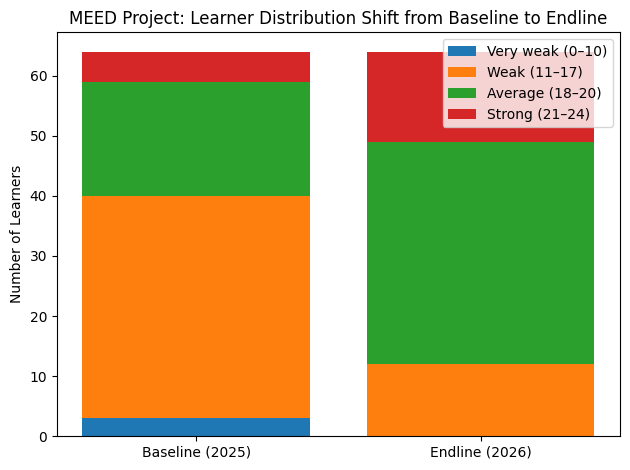 MEED Project: Learner Distribution Shift from Baseline to Endline
Very weak (0–10)
Weak (11–17)
Average (18–20)
Strong (21–24)
Number of Learners
60
50
40
30
20
10
0
Baseline (2025)
Endline (2026)